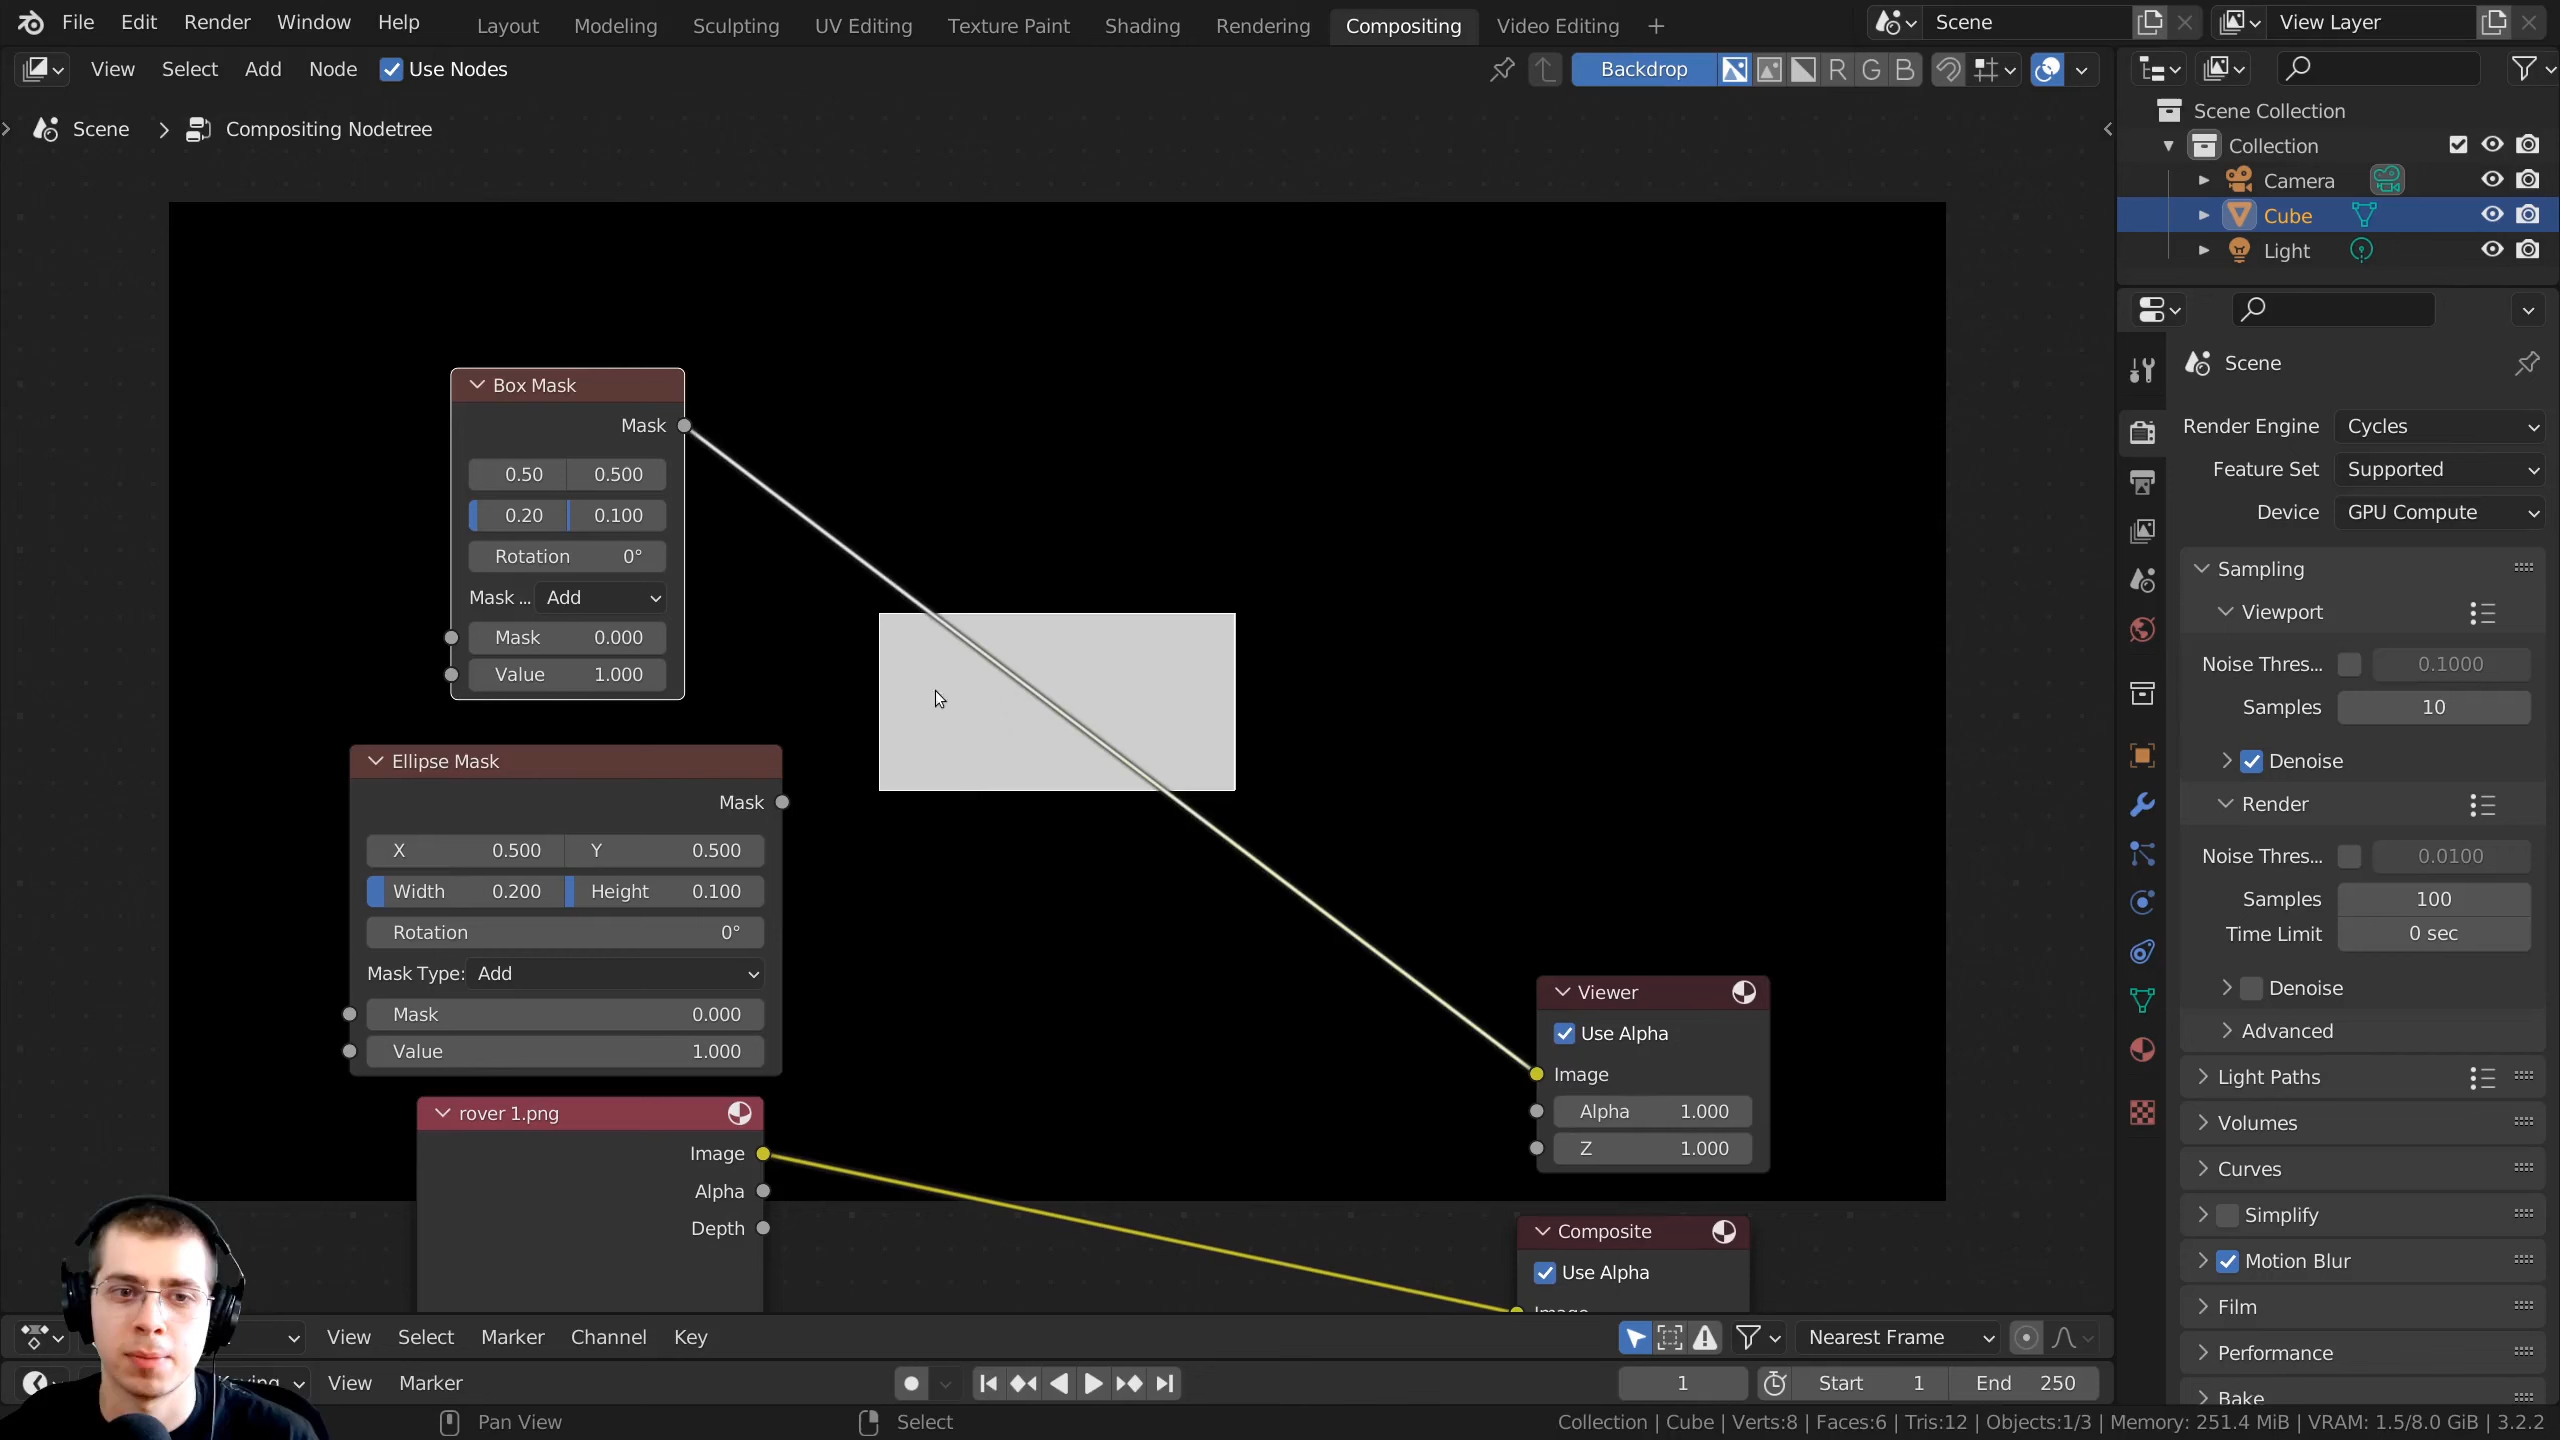 File Edit Render Window Help Layout Modeling Sculpting UV Editing Texture Paint Shading Rendering Compositing Video Editing + Scene View Layer
View Select Add Node Use Nodes Backdrop R G B
Scene > Compositing Nodetree
Scene Collection
Collection
Camera
Cube
Light
Scene
Render Engine Cycles
Feature Set Supported
Device GPU Compute
Sampling
Viewport
Noise Thres... 0.1000
Samples 10
Denoise
Render
Noise Thres... 0.0100
Samples 100
Time Limit 0 sec
Denoise
Advanced
Light Paths
Volumes
Curves
Simplify
Motion Blur
Film
Performance
Bake
Box Mask
Mask
0.50 0.500
0.20 0.100
Rotation 0°
Mask ... Add
Mask 0.000
Value 1.000
Ellipse Mask
Mask
X 0.500 Y 0.500
Width 0.200 Height 0.100
Rotation 0°
Mask Type: Add
Mask 0.000
Value 1.000
rover 1.png
Image
Alpha
Depth
Viewer
Use Alpha
Image
Alpha 1.000
Z 1.000
Composite
Use Alpha
Image
View Select Marker Channel Key Nearest Frame
Keying View Marker 1 Start 1 End 250
Pan View Select Collection | Cube | Verts:8 | Faces:6 | Tris:12 | Objects:1/3 | Memory: 251.4 MiB | VRAM: 1.5/8.0 GiB | 3.2.2